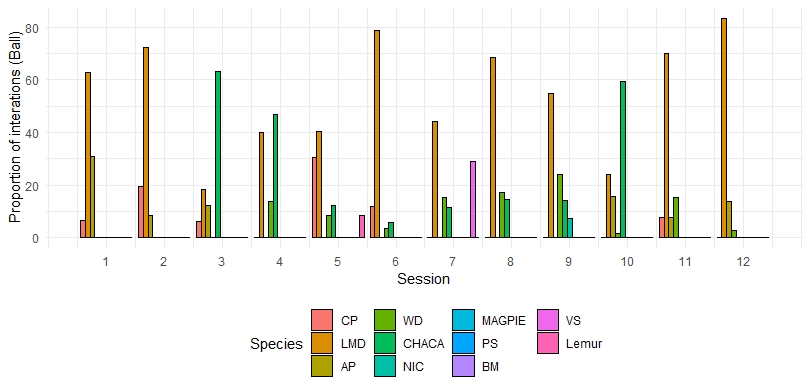 Proportion of interations (Ball)
80
60
40
20
0
1 2 3 4 5 6 7 8 9 10 11 12
Session
Species
CP WD MAGPIE VS
LMD CHACA PS Lemur
AP NIC BM